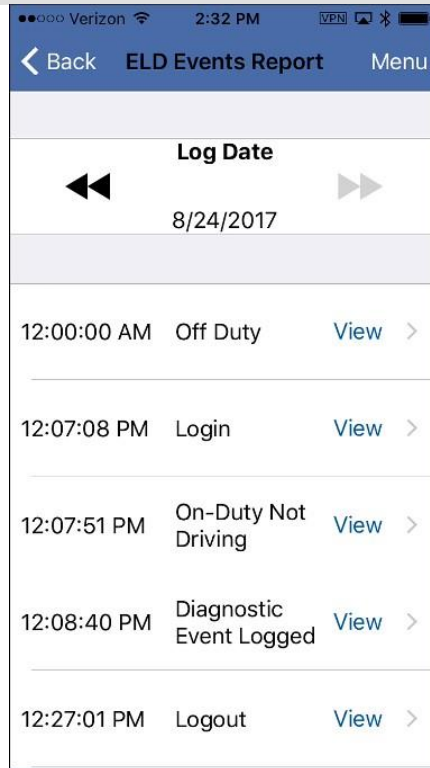 Verizon 2:32 PM VPN
Back ELD Events Report Menu
Log Date
8/24/2017
12:00:00 AM Off Duty View
12:07:08 PM Login View
12:07:51 PM On-Duty Not
Driving View
12:08:40 PM Diagnostic
Event Logged View
12:27:01 PM Logout View